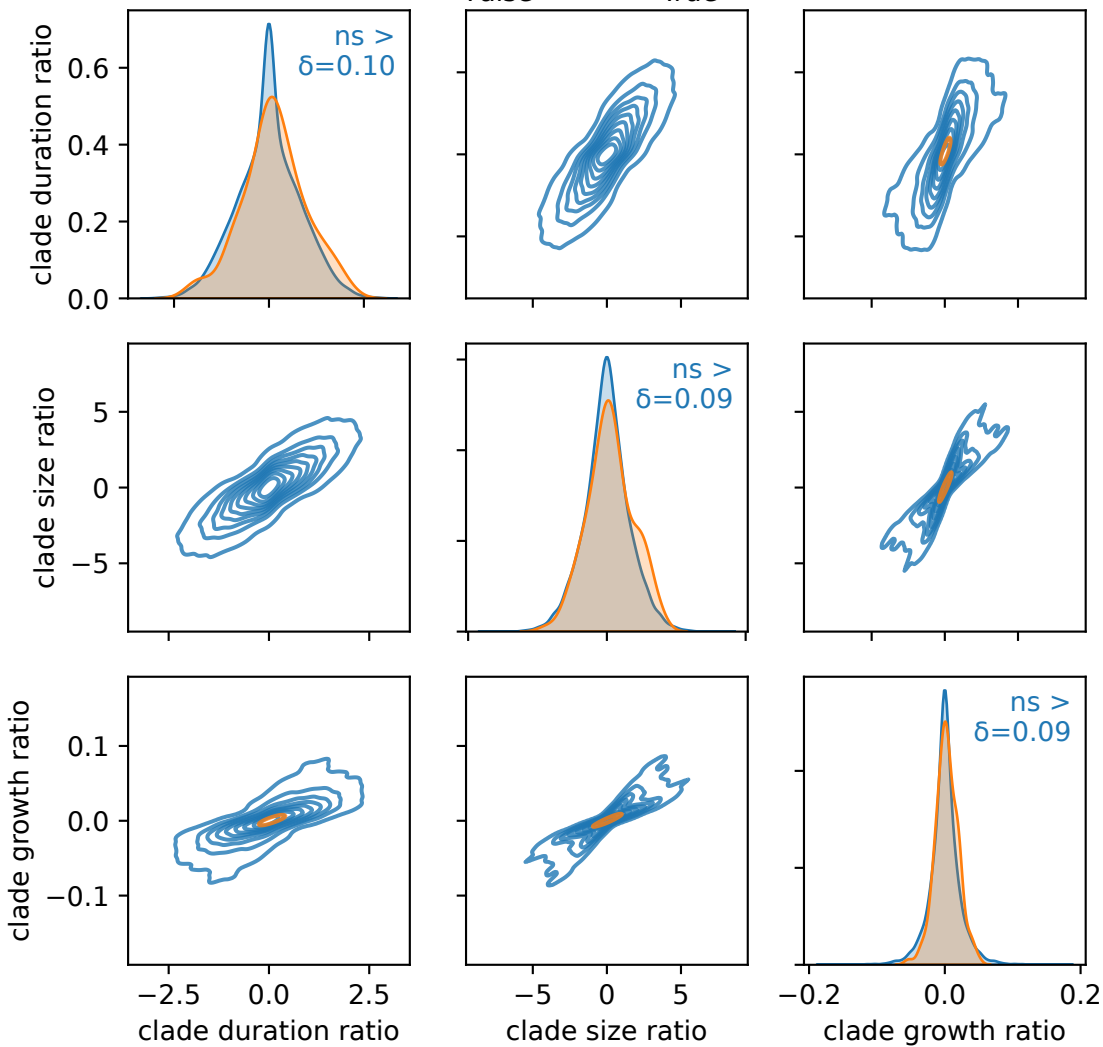 True
clade duration ratio
0.6
0.4
0.2
0.0
ns >
δ=0.10
clade size ratio
5
0
−5
ns >
δ=0.09
clade growth ratio
0.1
0.0
−0.1
ns >
δ=0.09
−2.5 0.0 2.5
−5 0 5
−0.2 0.0 0.2
clade duration ratio
clade size ratio
clade growth ratio